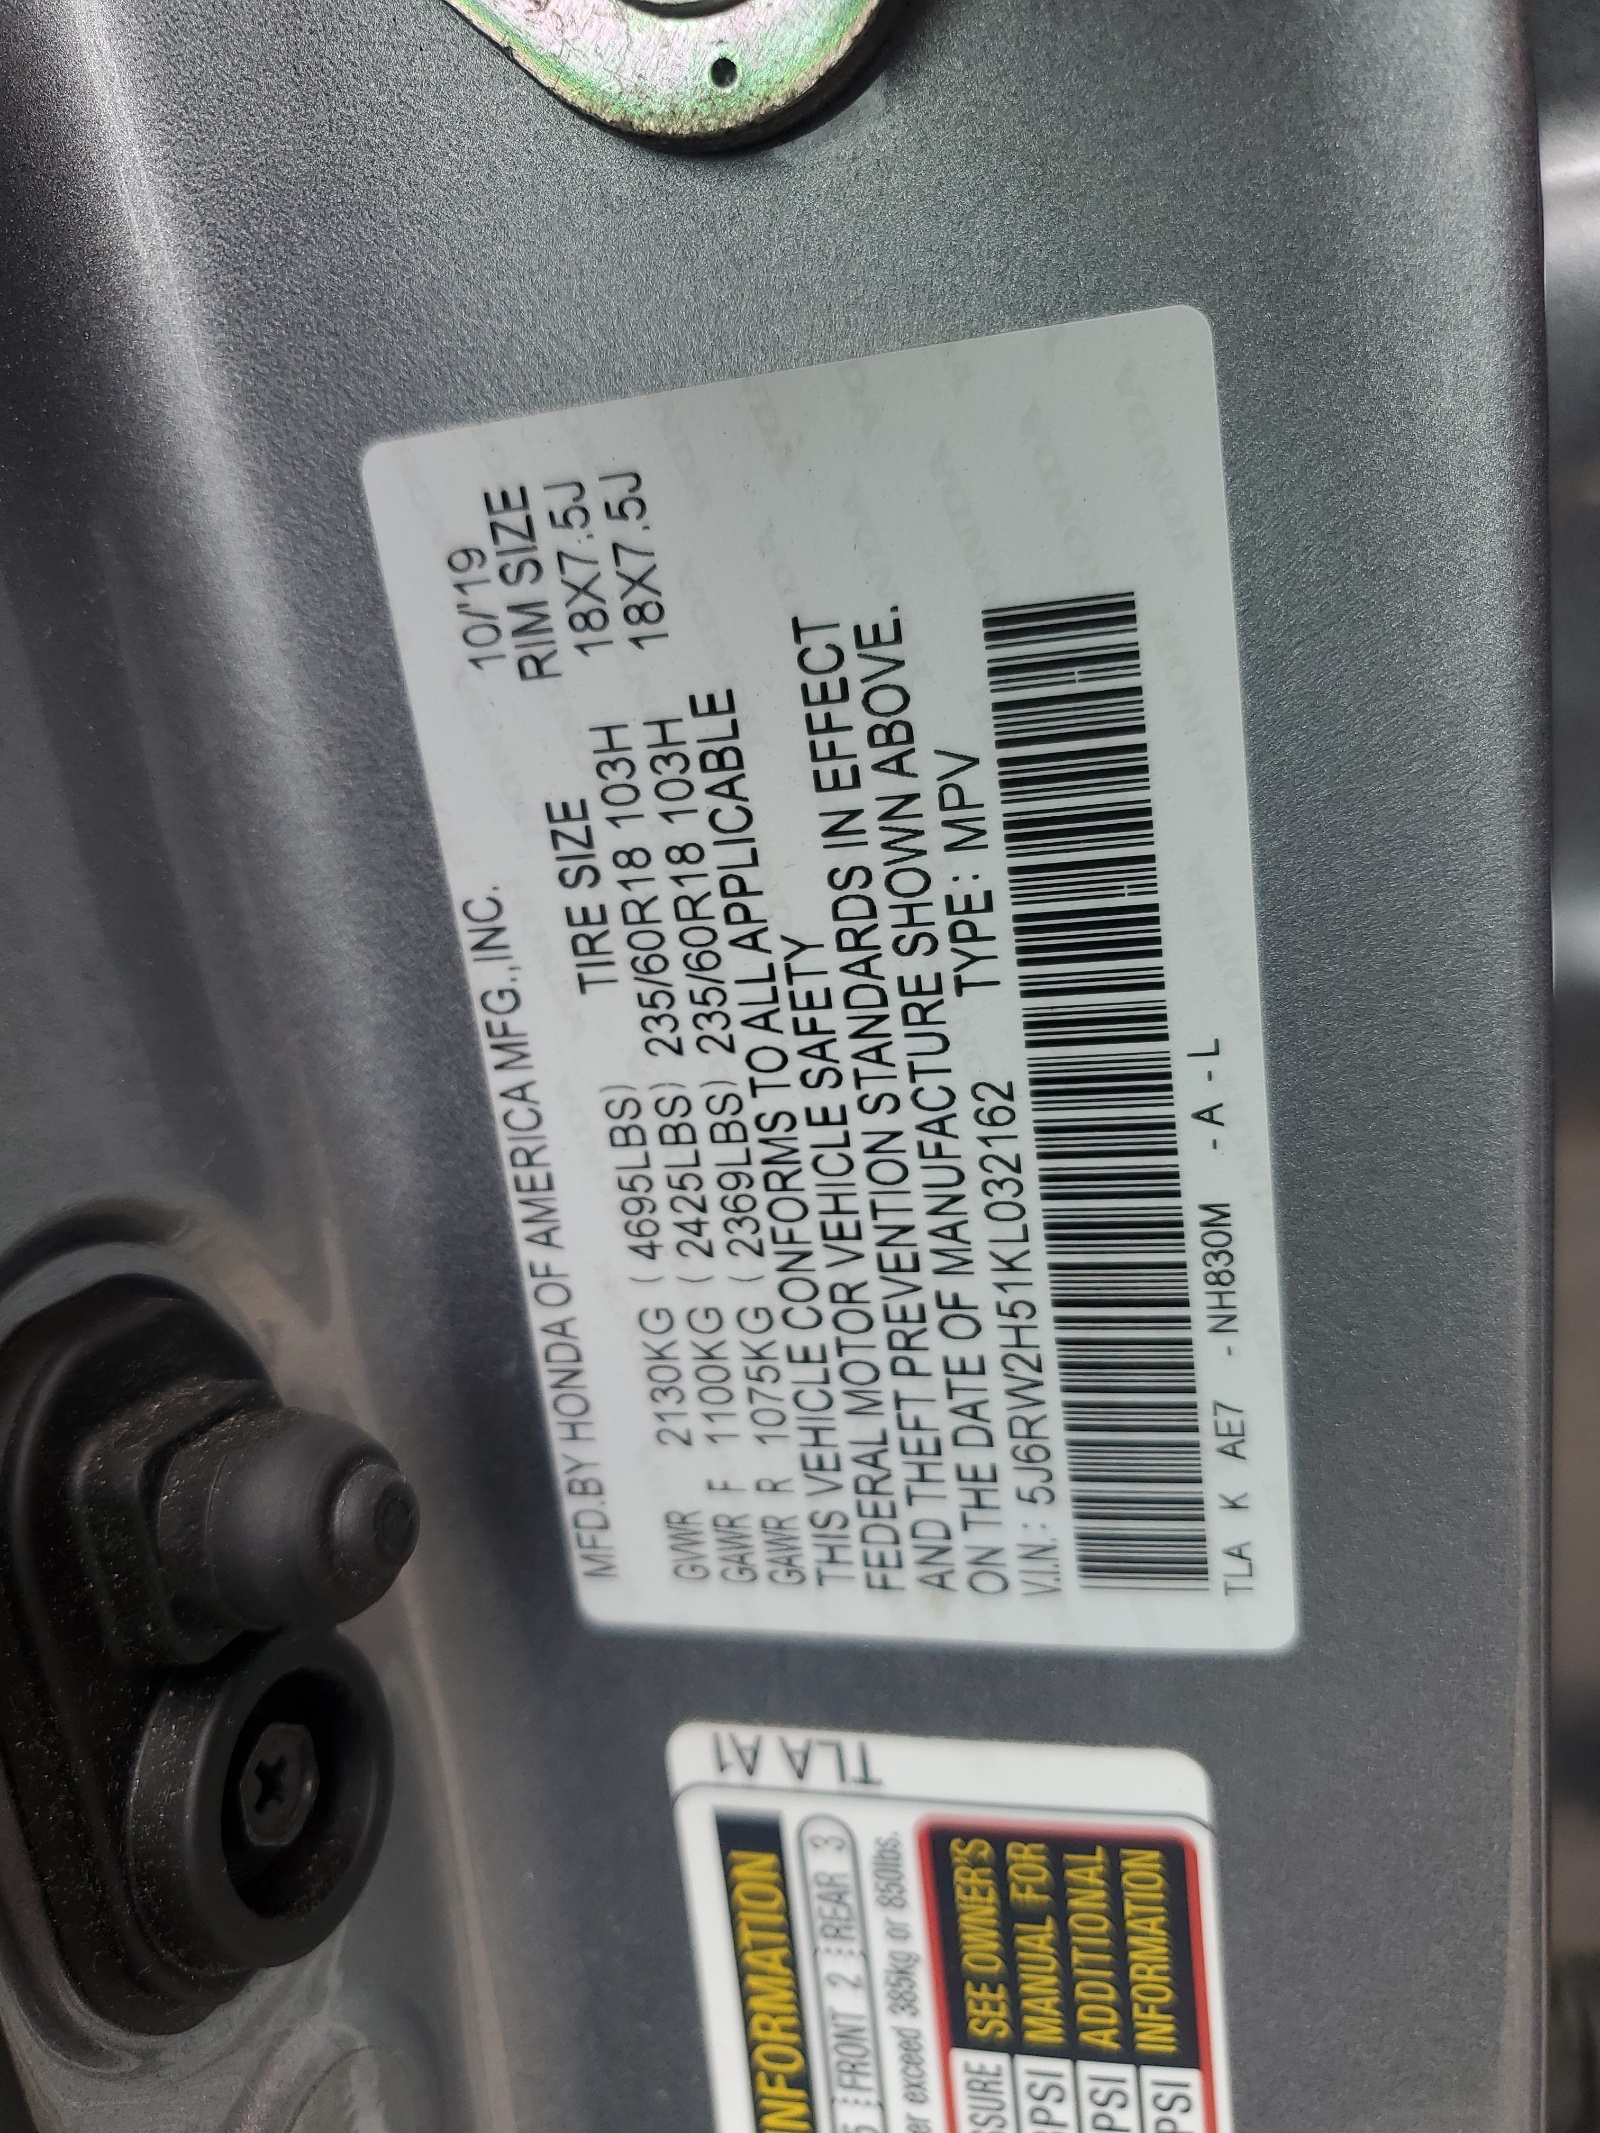 MFD.BY HONDA OF AMERICA MFG.,INC. 10/'19
TIRE SIZE RIM SIZE
GVWR 2130KG ( 4695LBS) 235/60R18 103H 18X7.5J
GAWR F 1100KG ( 2425LBS) 235/60R18 103H 18X7.5J
GAWR R 1075KG ( 2369LBS)
THIS VEHICLE CONFORMS TO ALL APPLICABLE
FEDERAL MOTOR VEHICLE SAFETY
AND THEFT PREVENTION STANDARDS IN EFFECT
ON THE DATE OF MANUFACTURE SHOWN ABOVE.
V.I.N.: 5J6RW2H51KL032162 TYPE : MPV
TLA K AE7 - NH830M - A - L
TLA A1
INFORMATION
5 FRONT 2 REAR 3
exceed 385kg or 850lbs.
SEE OWNER'S
MANUAL FOR
ADDITIONAL
INFORMATION
PSI
PSI
PSI